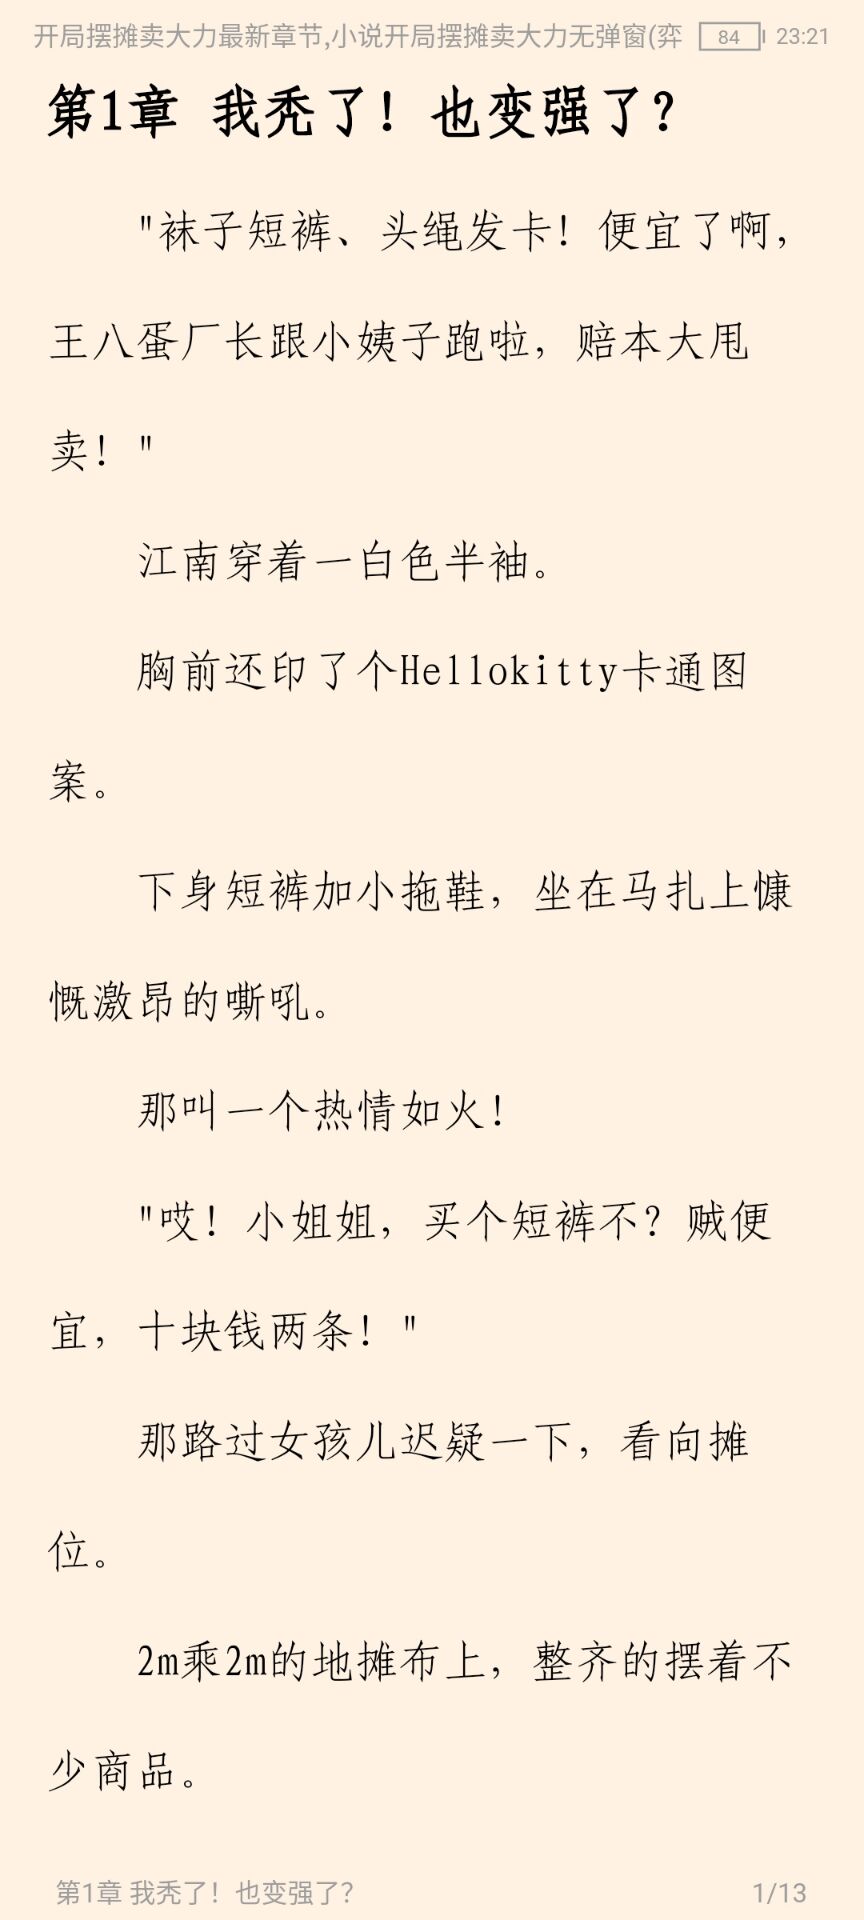 开局摆摊卖大力最新章节,小说开局摆摊卖大力无弹窗(弈 84 23:21
第1章 我秃了！也变强了？
"袜子短裤、头绳发卡！便宜了啊，
王八蛋厂长跟小姨子跑啦，赔本大甩
卖！"
江南穿着一白色半袖。
胸前还印了个Hellokitty卡通图
案。
下身短裤加小拖鞋，坐在马扎上慷
慨激昂的嘶吼。
那叫一个热情如火！
"哎！小姐姐，买个短裤不？贼便
宜，十块钱两条！"
那路过女孩儿迟疑一下，看向摊
位。
2m乘2m的地摊布上，整齐的摆着不
少商品。
第1章 我秃了！也变强了？ 1/13